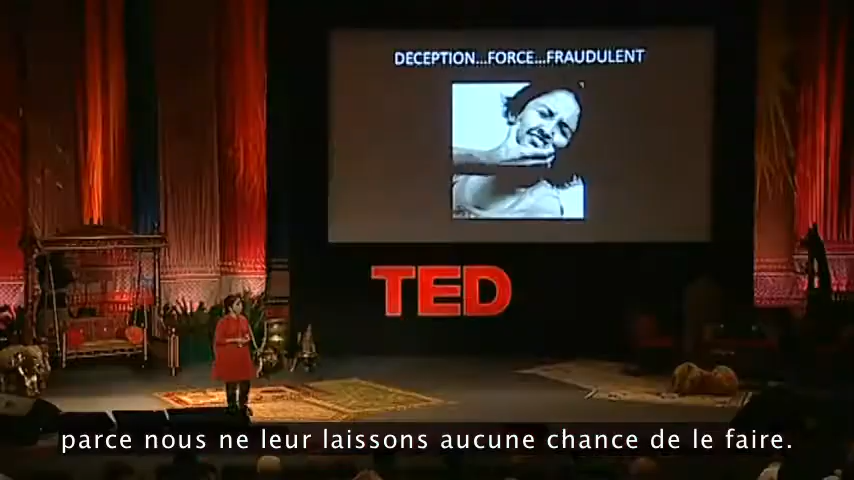 DECEPTION...FORCE...FRAUDULENT
TED
parce nous ne leur laissons aucune chance de le faire.